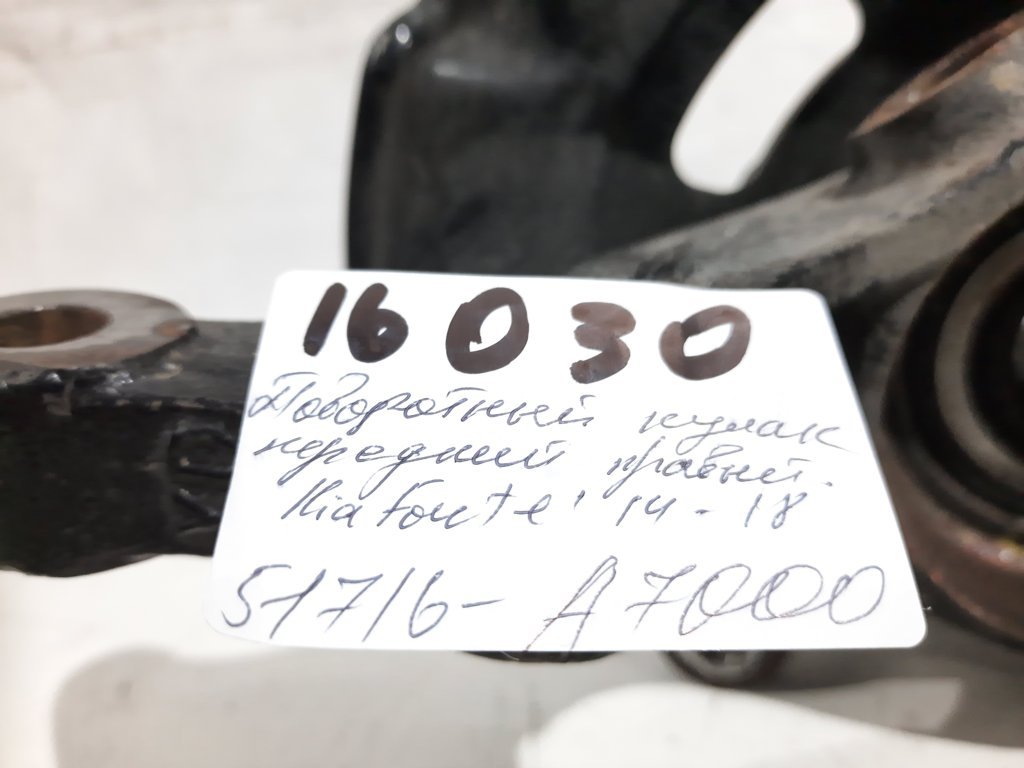 16030
Поворотный кулак
передний правый.
Kia Forte' 14-18
51716-A7000